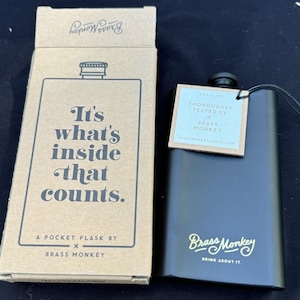 Brass Monkey
It's
what's
inside
that
counts.
A POCKET FLASK BY
×
BRASS MONKEY
THOROUGHLY
TESTED BY
×
BRASS
MONKEY
Brass Monkey
DRINK ABOUT IT.